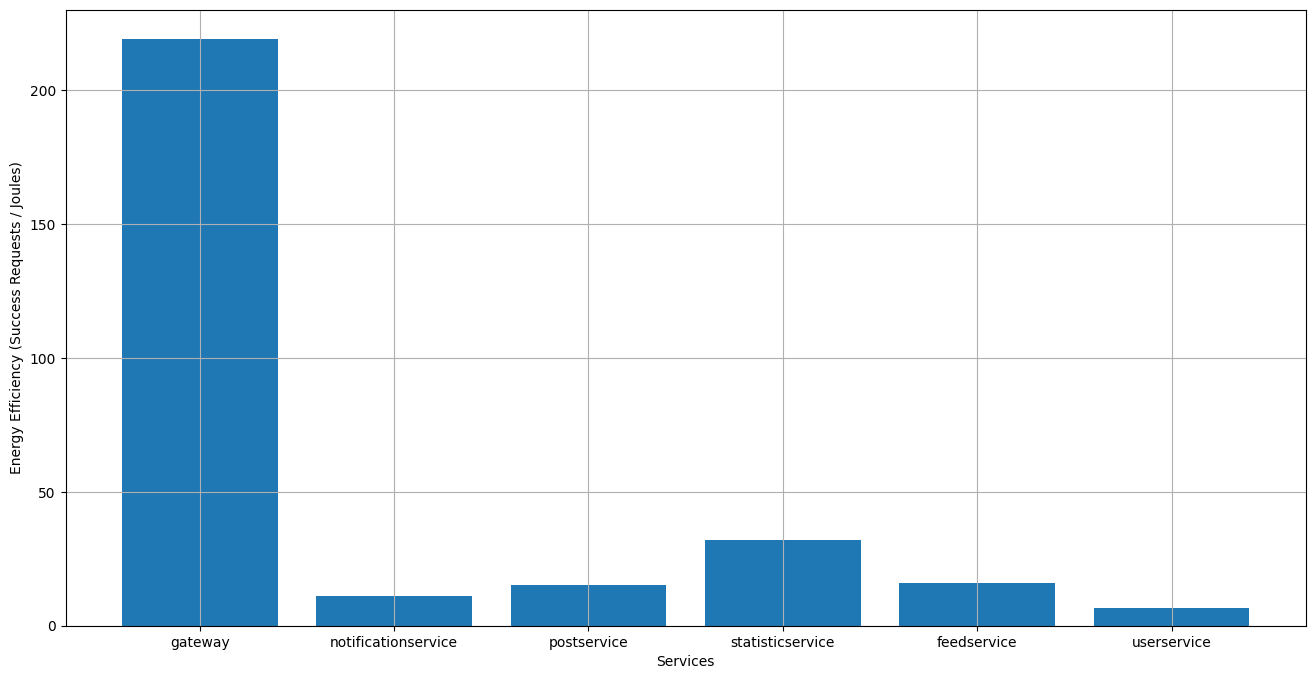 Energy Efficiency (Success Requests / Joules)
200
150
100
50
0
gateway notificationservice postservice statisticservice feedservice userservice
Services